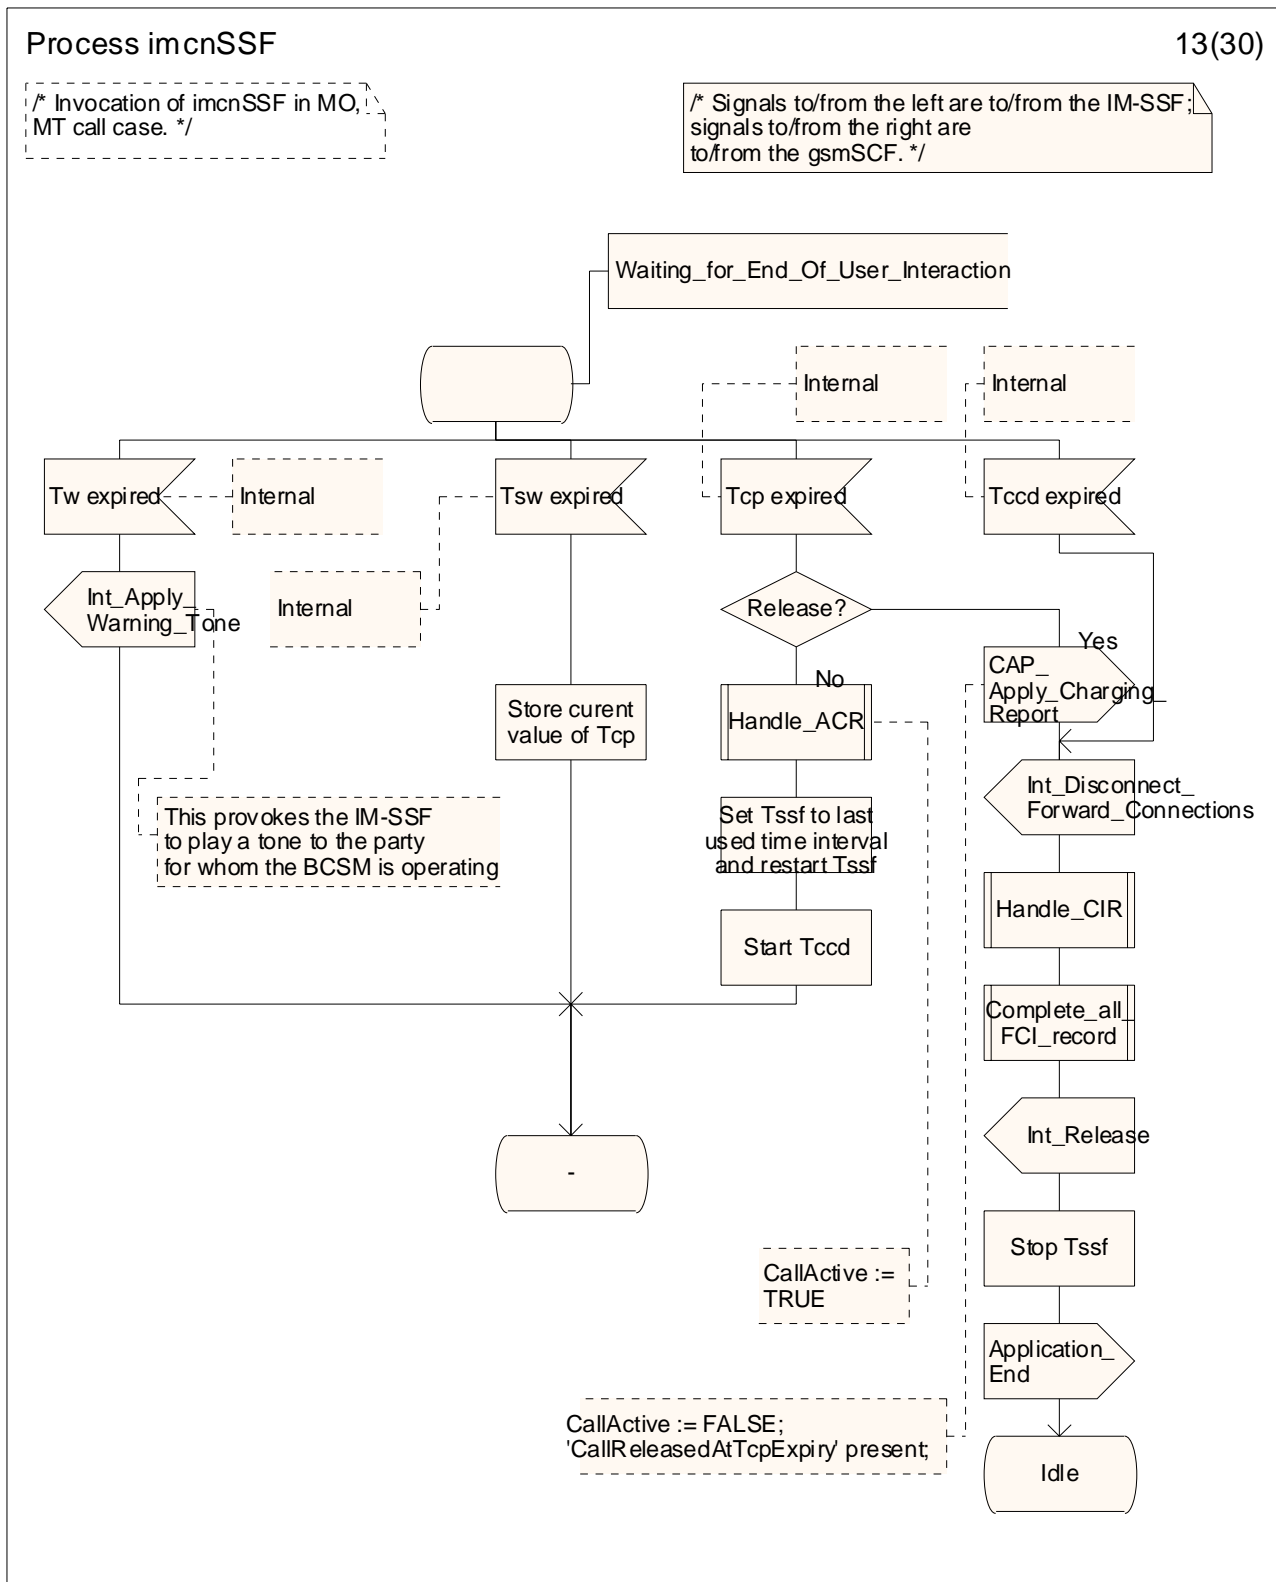 Process imcnSSF
13(30)
/* Invocation of imcnSSF in MO,
MT call case. */
/* Signals to/from the left are to/from the IM-SSF;
signals to/from the right are
to/from the gsmSCF. */
Waiting_for_End_Of_User_Interaction
Internal
Internal
Tw expired
Internal
Tsw expired
Tcp expired
Tccd expired
Int_Apply_
Warning_Tone
Internal
Release?
Yes
No
CAP_
Apply_Charging_
Report
Store curent
value of Tcp
Handle_ACR
Int_Disconnect_
Forward_Connections
This provokes the IM-SSF
to play a tone to the party
for whom the BCSM is operating
Set Tssf to last
used time interval
and restart Tssf
Handle_CIR
Start Tccd
Complete_all_
FCI_record
Int_Release
-
Stop Tssf
CallActive :=
TRUE
Application_
End
CallActive := FALSE;
'CallReleasedAtTcpExpiry' present;
Idle